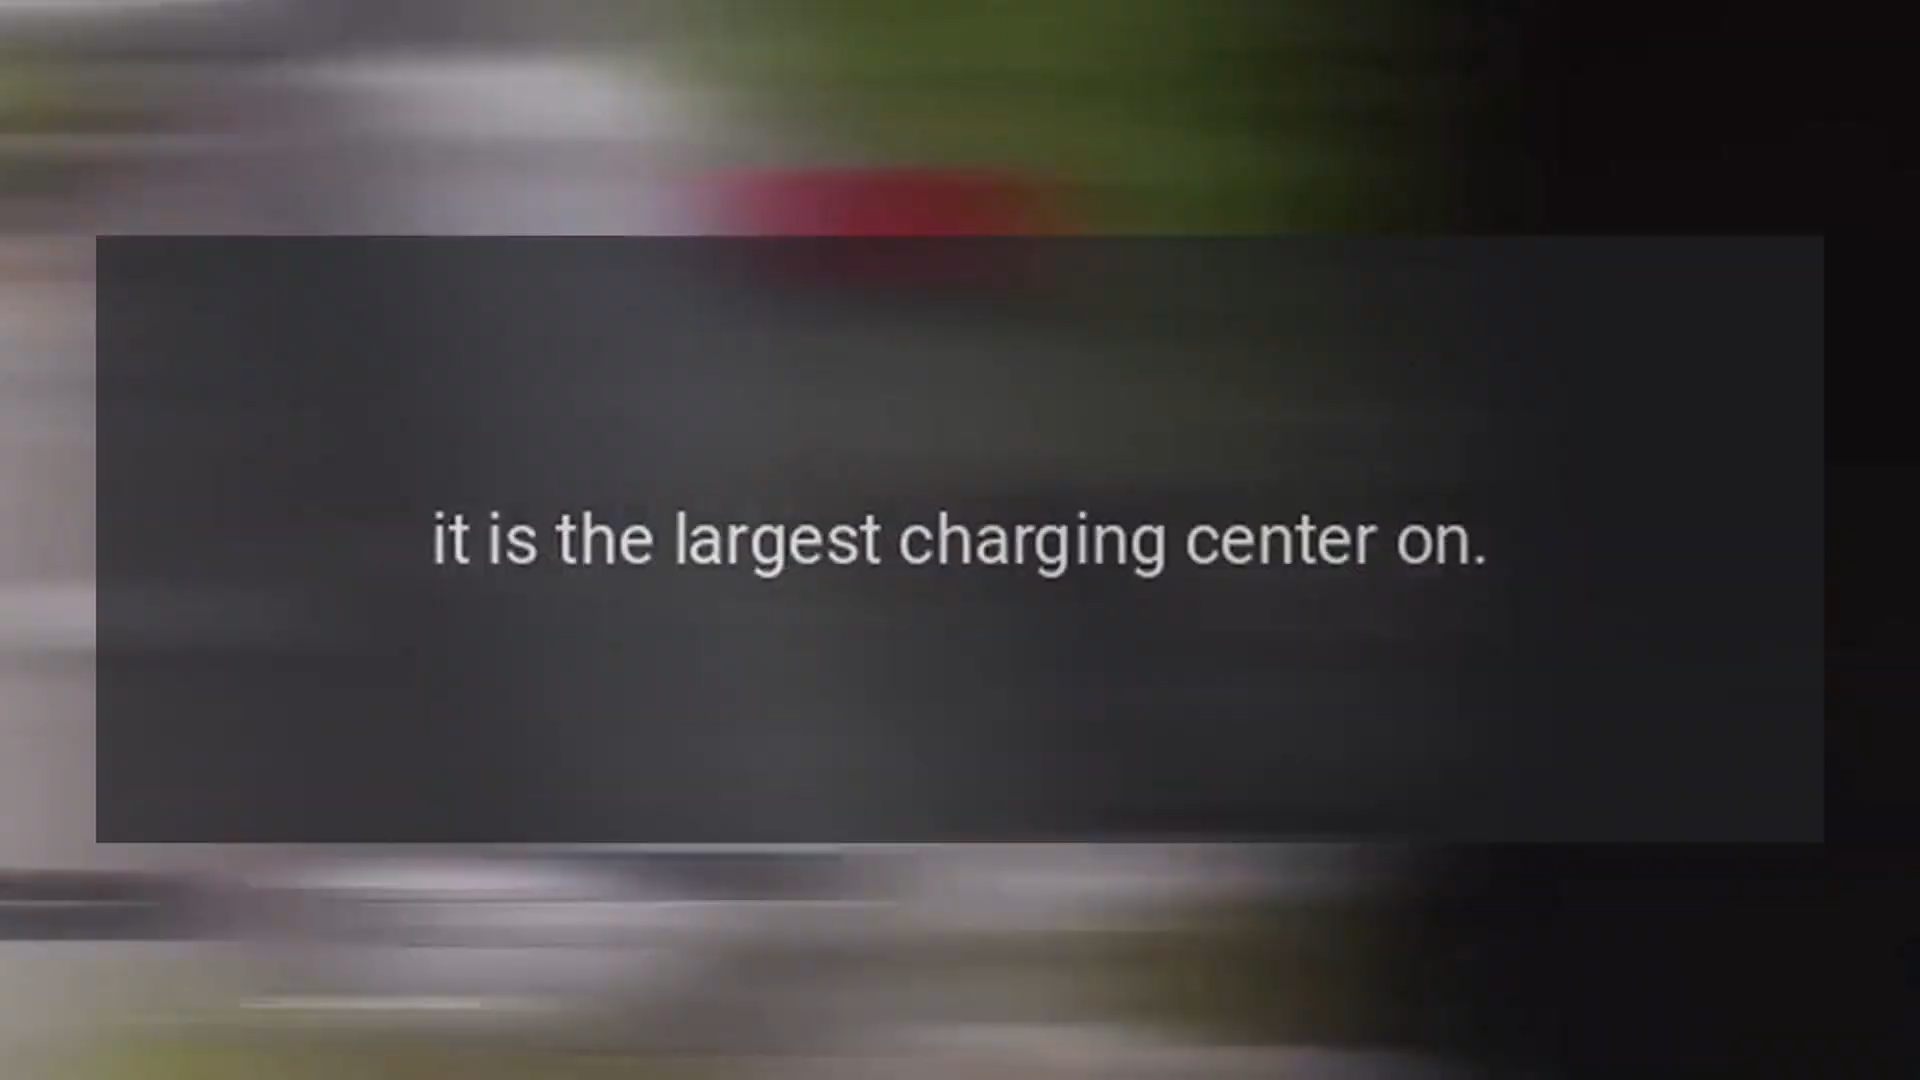 it is the largest charging center on.